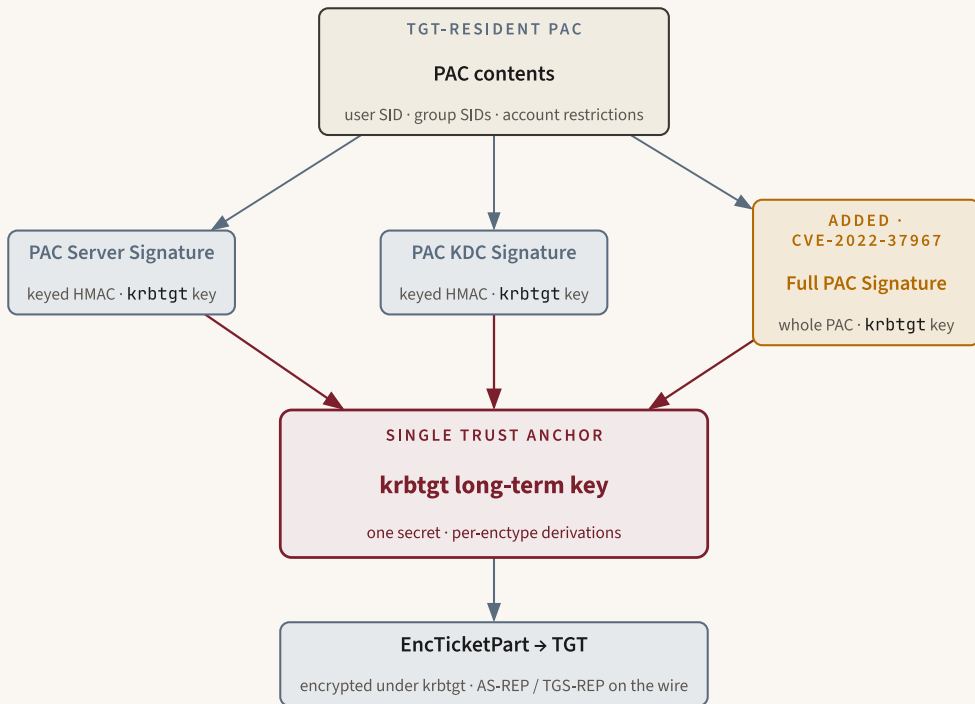 TGT-RESIDENT PAC
PAC contents
user SID · group SIDs · account restrictions
PAC Server Signature
keyed HMAC · krbtgt key
PAC KDC Signature
keyed HMAC · krbtgt key
ADDED ·
CVE-2022-37967
Full PAC Signature
whole PAC · krbtgt key
SINGLE TRUST ANCHOR
krbtgt long-term key
one secret · per-enctype derivations
EncTicketPart → TGT
encrypted under krbtgt · AS-REP / TGS-REP on the wire